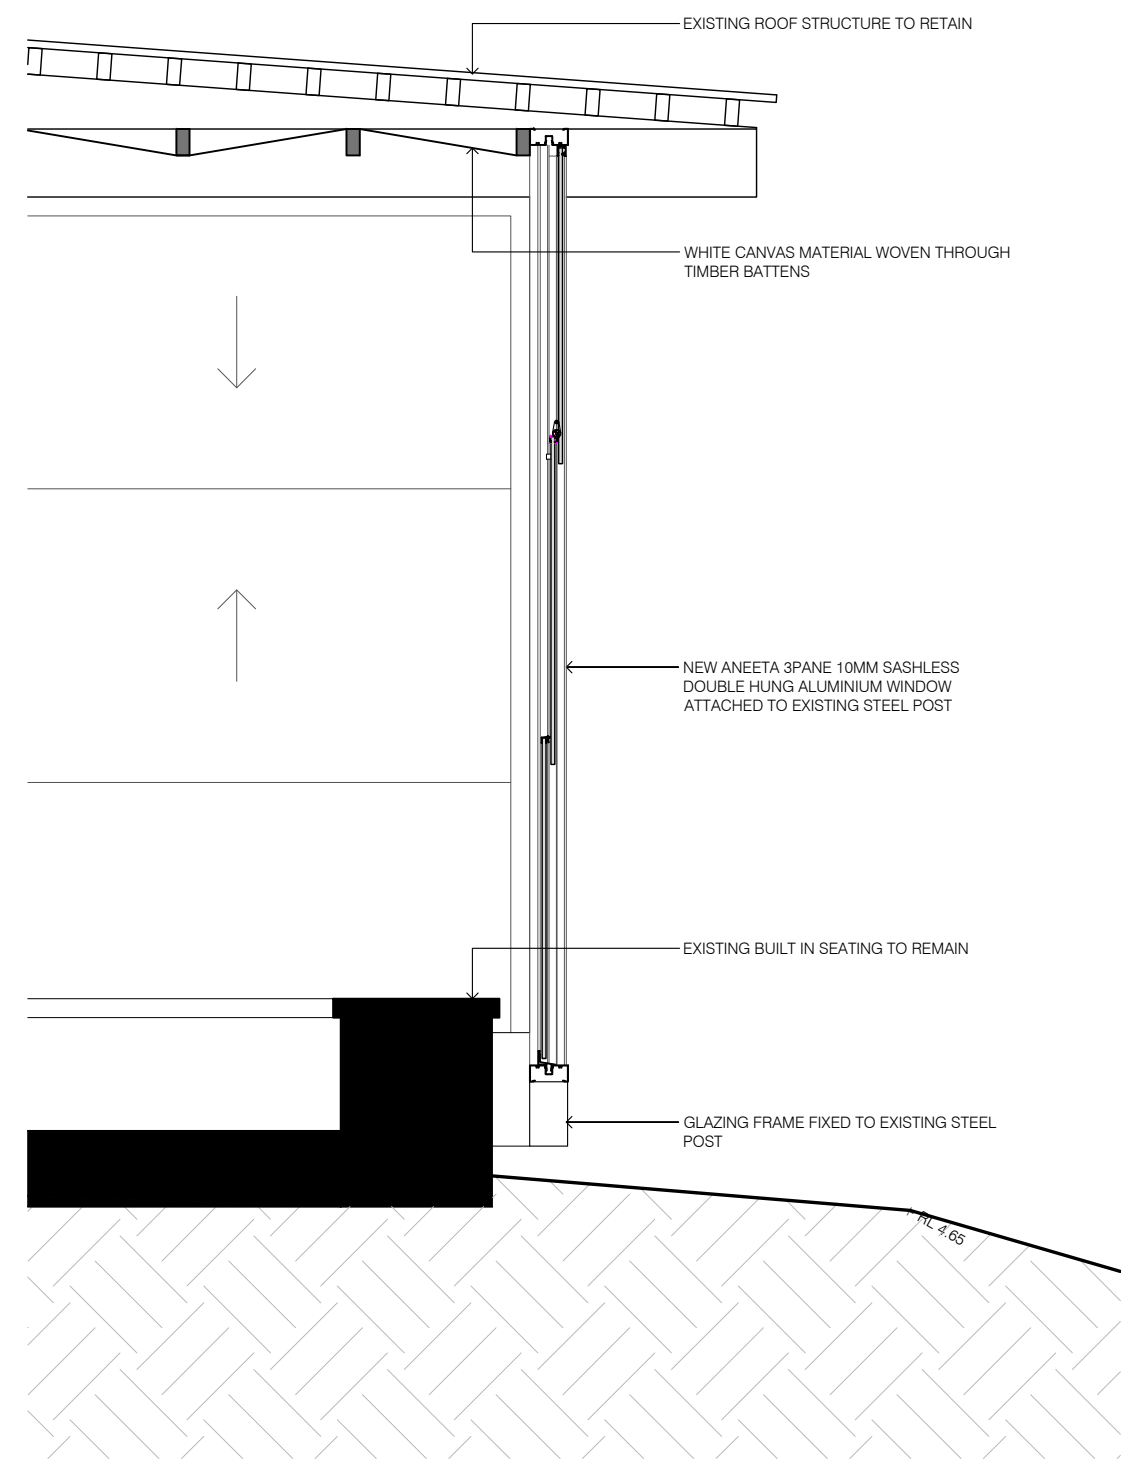 EXISTING ROOF STRUCTURE TO RETAIN
WHITE CANVAS MATERIAL WOVEN THROUGH
TIMBER BATTENS
NEW ANEETA 3PANE 10MM SASHLESS
DOUBLE HUNG ALUMINIUM WINDOW
ATTACHED TO EXISTING STEEL POST
EXISTING BUILT IN SEATING TO REMAIN
GLAZING FRAME FIXED TO EXISTING STEEL
POST
RL 4.65